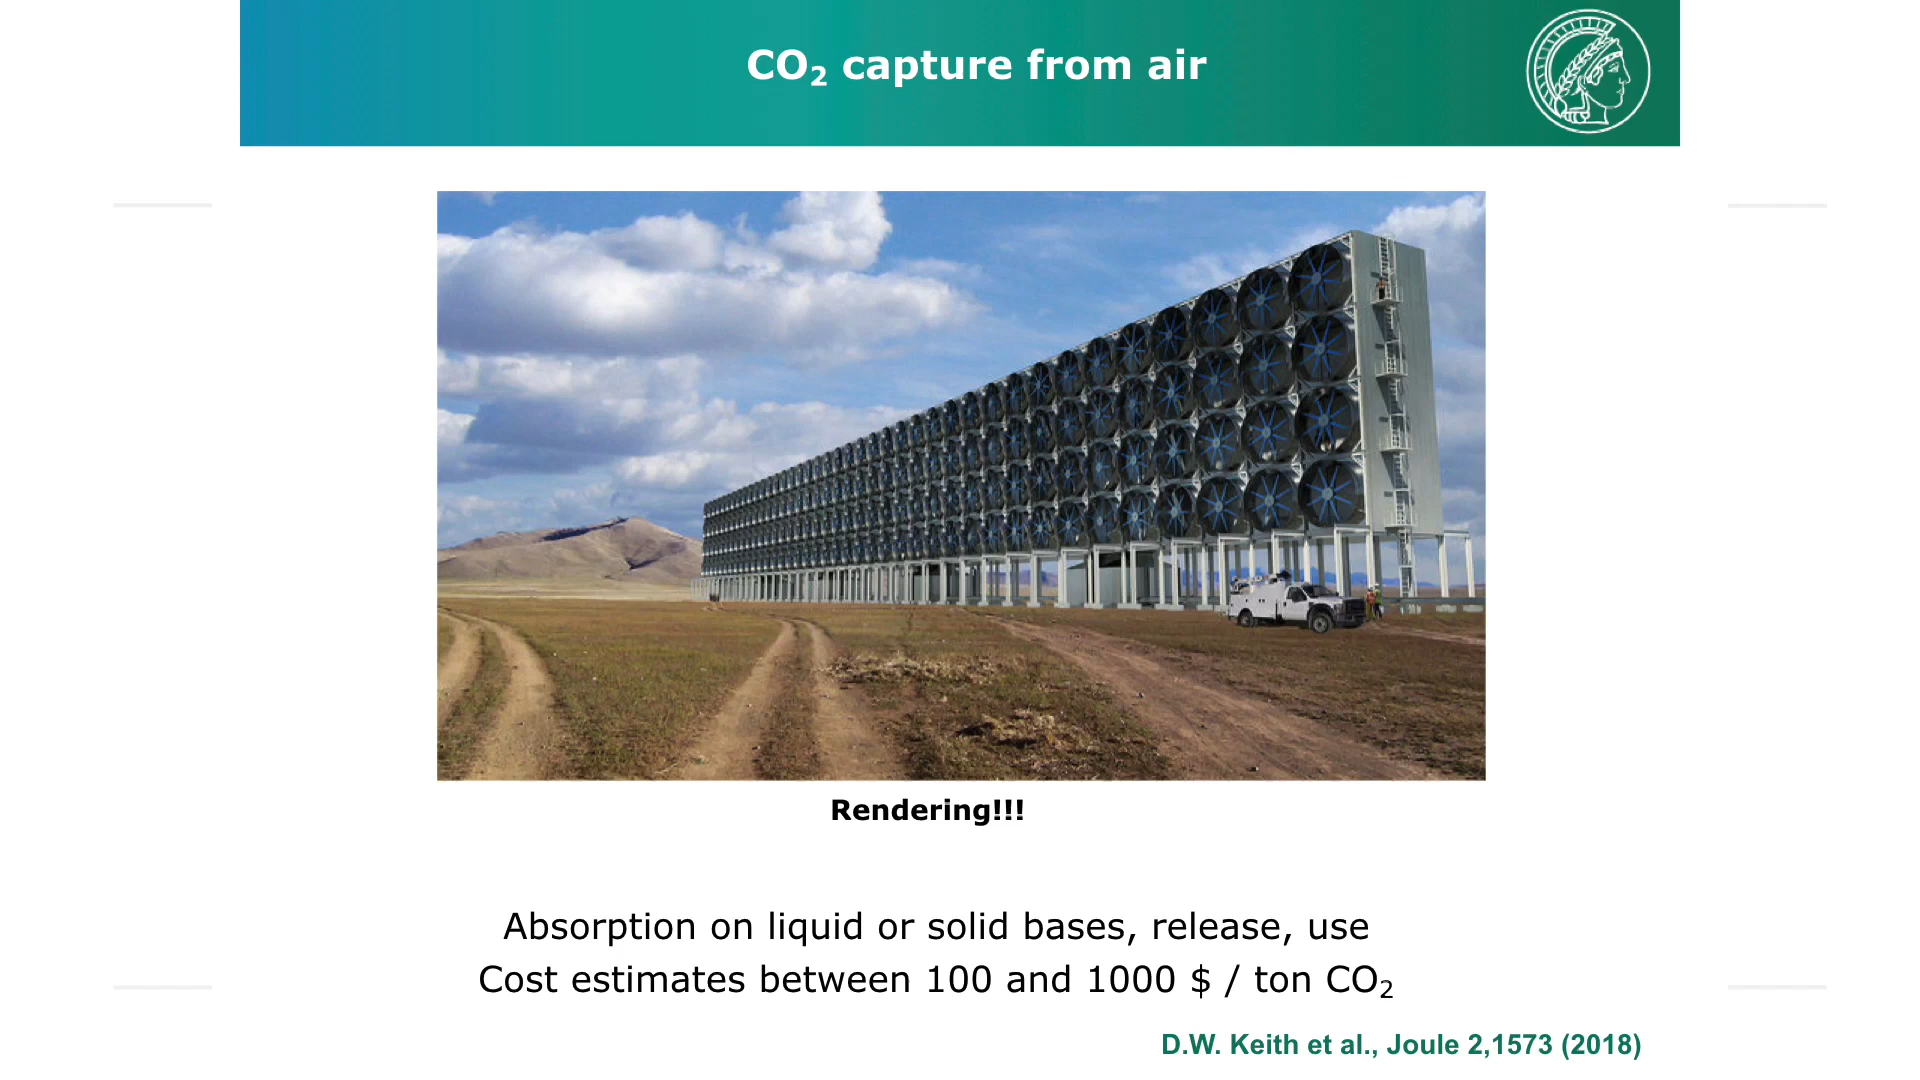 CO₂ capture from air
Rendering!!!
Absorption on liquid or solid bases, release, use
Cost estimates between 100 and 1000 $ / ton CO₂
D.W. Keith et al., Joule 2,1573 (2018)